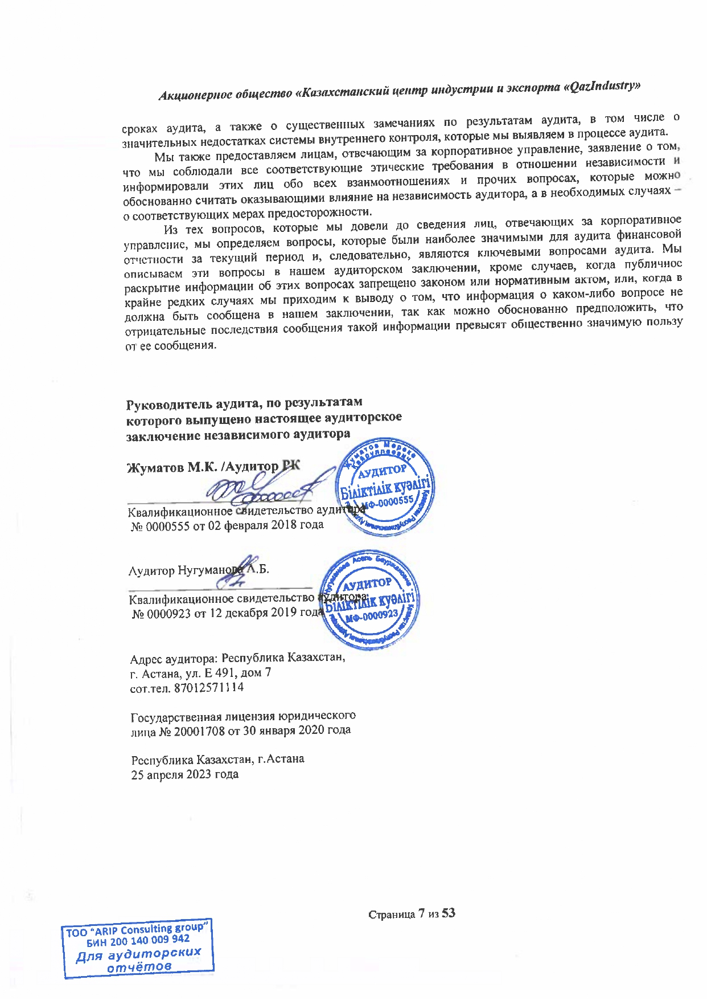 Акционерное общество «Казахстанский центр индустрии и экспорта «QazIndustry»
сроках аудита, а также о существенных замечаниях по результатам аудита, в том числе о
значительных недостатках системы внутреннего контроля, которые мы выявляем в процессе аудита.
Мы также предоставляем лицам, отвечающим за корпоративное управление, заявление о том,
что мы соблюдали все соответствующие этические требования в отношении независимости и
информировали этих лиц обо всех взаимоотношениях и прочих вопросах, которые можно
обоснованно считать оказывающими влияние на независимость аудитора, а в необходимых случаях –
о соответствующих мерах предосторожности.
Из тех вопросов, которые мы довели до сведения лиц, отвечающих за корпоративное
управление, мы определяем вопросы, которые были наиболее значимыми для аудита финансовой
отчетности за текущий период и, следовательно, являются ключевыми вопросами аудита. Мы
описываем эти вопросы в нашем аудиторском заключении, кроме случаев, когда публичное
раскрытие информации об этих вопросах запрещено законом или нормативным актом, или, когда в
крайне редких случаях мы приходим к выводу о том, что информация о каком-либо вопросе не
должна быть сообщена в нашем заключении, так как можно обоснованно предположить, что
отрицательные последствия сообщения такой информации превысят общественно значимую пользу
от ее сообщения.
Руководитель аудита, по результатам
которого выпущено настоящее аудиторское
заключение независимого аудитора
Жуматов М.К. /Аудитор РК
Жуматов Мереке
АУДИТОР
БІЛІКТІЛІК КУӘЛІГІ
МФ-0000555
Квалификационное свидетельство аудитора
№ 0000555 от 02 февраля 2018 года
Аудитор Нугуманова А.Б.
Нугуманова Асель Бауржановна
АУДИТОР
БІЛІКТІЛІК КУӘЛІГІ
МФ-0000923
Квалификационное свидетельство аудитора:
№ 0000923 от 12 декабря 2019 года
Адрес аудитора: Республика Казахстан,
г. Астана, ул. Е 491, дом 7
сот.тел. 87012571114
Государственная лицензия юридического
лица № 20001708 от 30 января 2020 года
Республика Казахстан, г.Астана
25 апреля 2023 года
Страница 7 из 53
ТОО "ARIP Consulting group"
БИН 200 140 009 942
Для аудиторских
отчётов